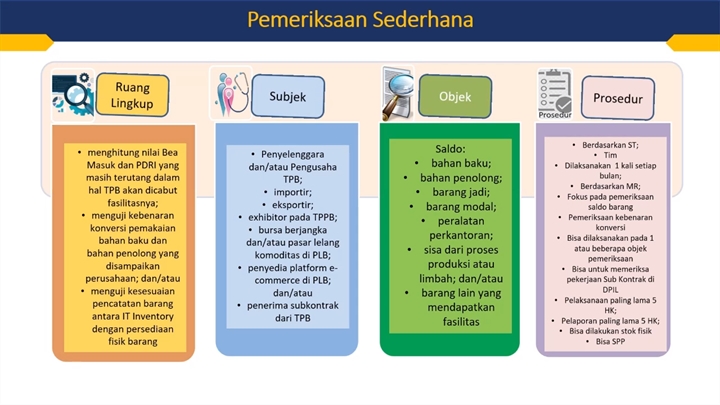 Pemeriksaan Sederhana
Ruang
Lingkup
• menghitung nilai Bea
Masuk dan PDRI yang
masih terutang dalam
hal TPB akan dicabut
fasilitasnya;
• menguji kebenaran
konversi pemakaian
bahan baku dan
bahan penolong yang
disampaikan
perusahaan; dan/atau
• menguji kesesuaian
pencatatan barang
antara IT Inventory
dengan persediaan
fisik barang
Subjek
• Penyelenggara
dan/atau Pengusaha
TPB;
• importir;
• eksportir;
• exhibitor pada TPPB;
• bursa berjangka
dan/atau pasar lelang
komoditas di PLB;
• penyedia platform e-
commerce di PLB;
dan/atau
• penerima subkontrak
dari TPB
Objek
Saldo:
• bahan baku;
• bahan penolong;
• barang jadi;
• barang modal;
• peralatan
perkantoran;
• sisa dari proses
produksi atau
limbah; dan/atau
• barang lain yang
mendapatkan
fasilitas
Prosedur
Prosedur
• Berdasarkan ST;
• Tim
• Dilaksanakan 1 kali setiap
bulan;
• Berdasarkan MR;
• Fokus pada pemeriksaan
saldo barang
• Pemeriksaan kebenaran
konversi
• Bisa dilaksanakan pada 1
atau beberapa objek
pemeriksaan
• Bisa untuk memeriksa
pekerjaan Sub Kontrak di
DPIL
• Pelaksanaan paling lama 5
HK;
• Pelaporan paling lama 5 HK;
• Bisa dilakukan stok fisik
• Bisa SPP